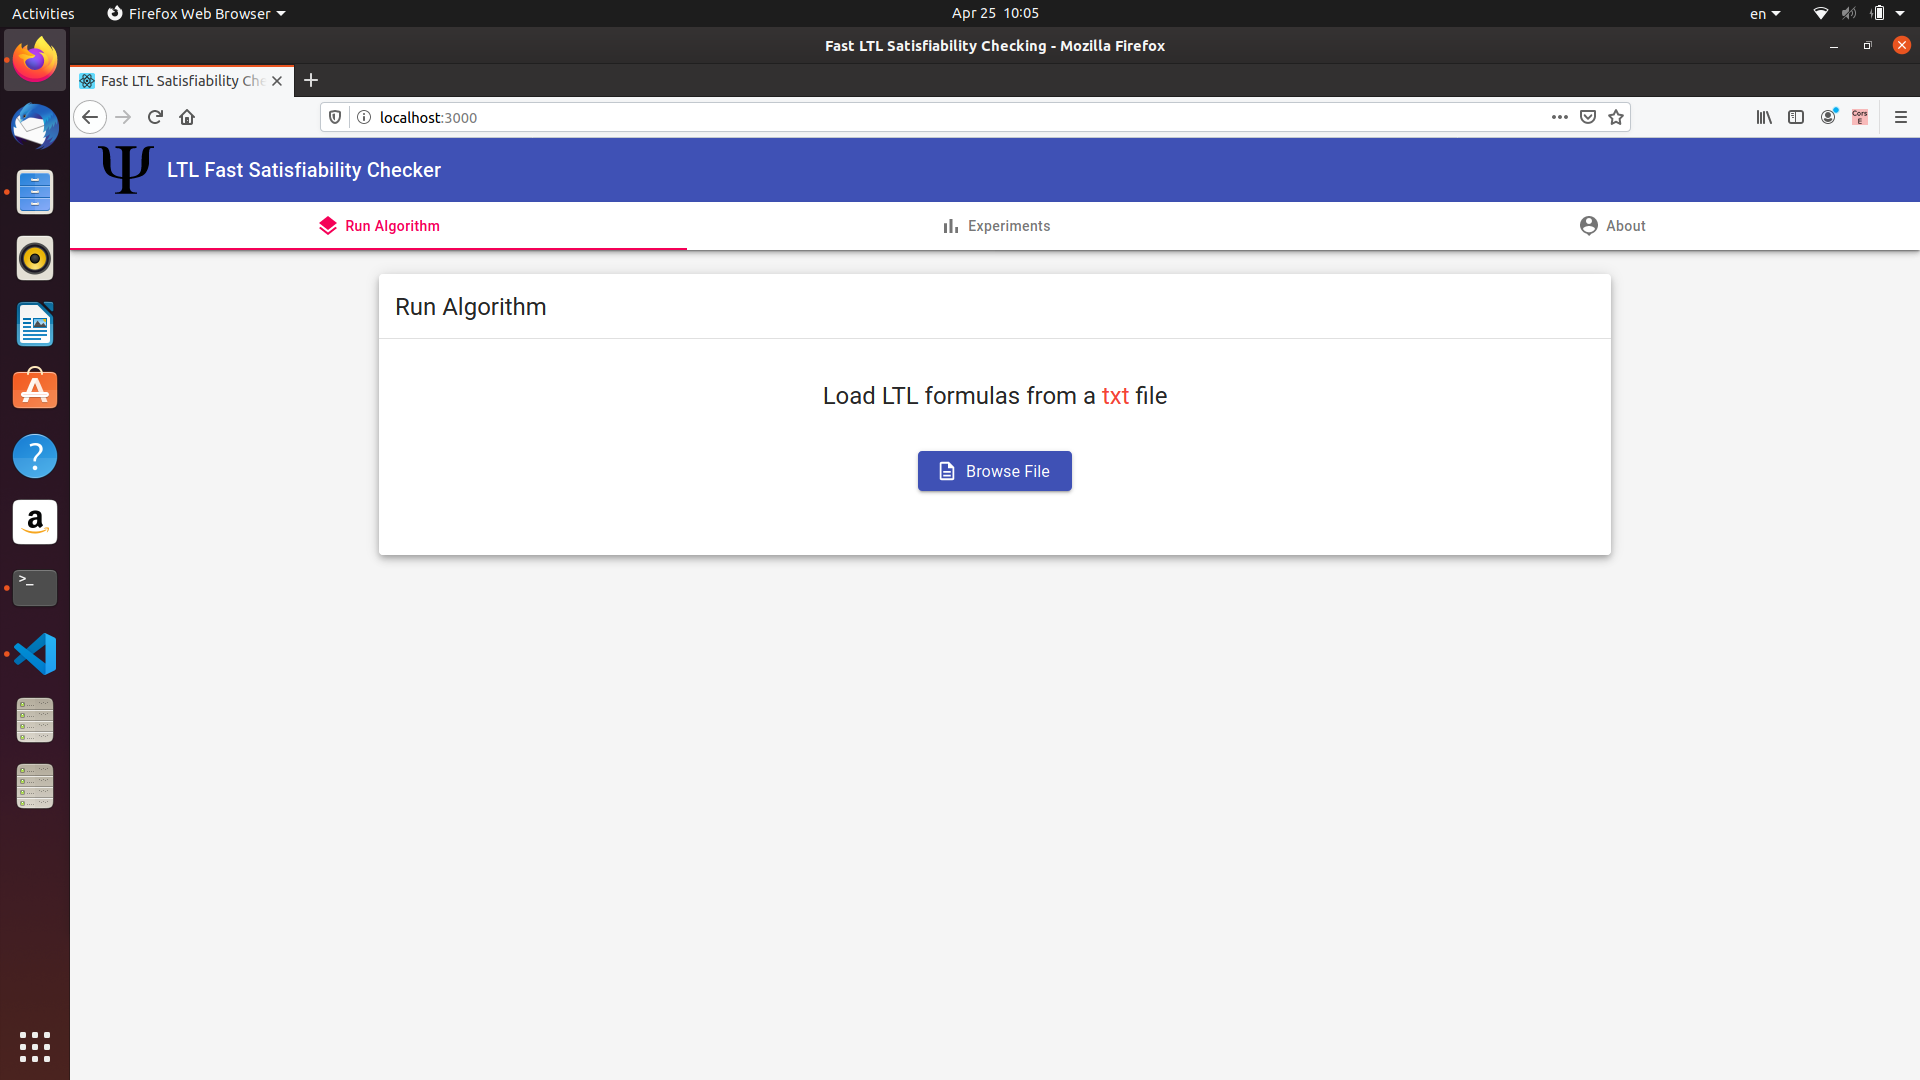 Activities
Firefox Web Browser
Apr 25 10:05
en
Fast LTL Satisfiability Checking - Mozilla Firefox
Fast LTL Satisfiability Che
localhost:3000
Cors
E
Ψ LTL Fast Satisfiability Checker
Run Algorithm
Experiments
About
Run Algorithm
Load LTL formulas from a txt file
Browse File
?
a
>_